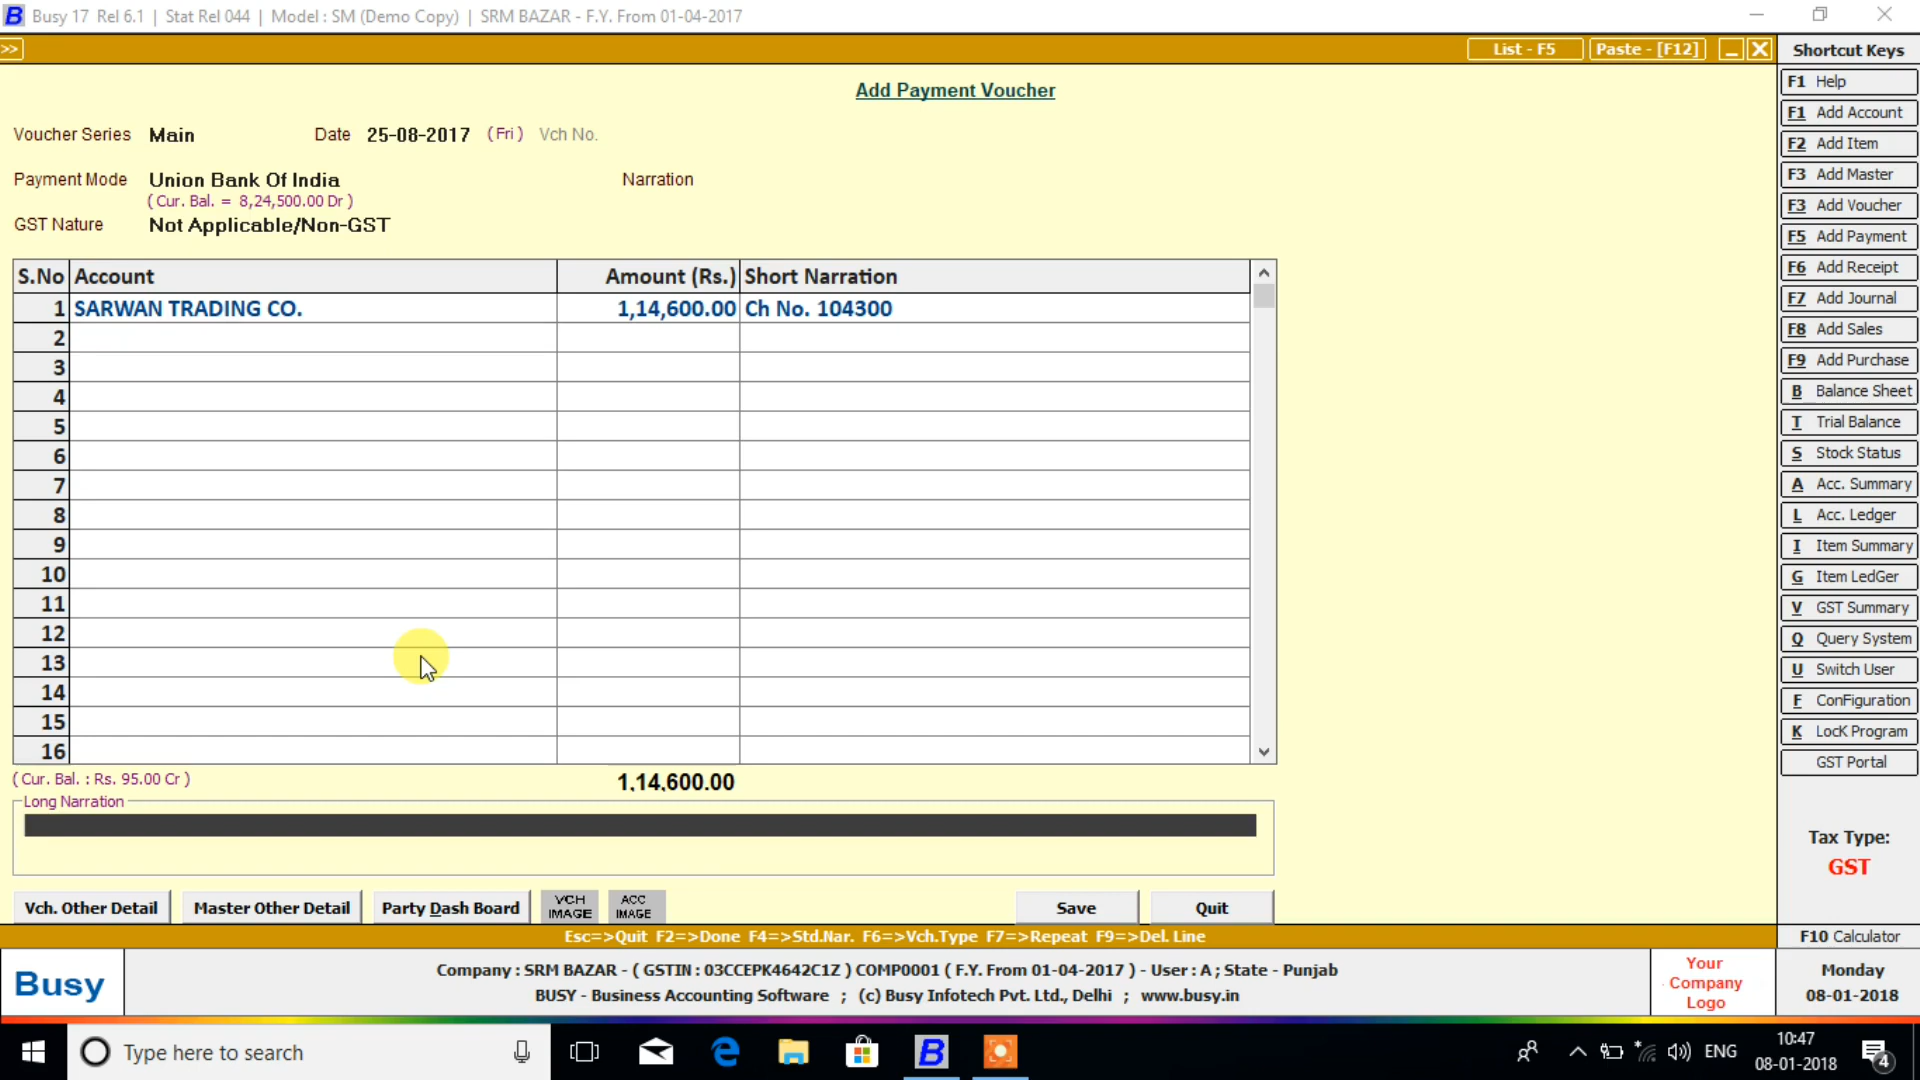 Busy 17 Rel 6.1 | Stat Rel 044 | Model : SM (Demo Copy) | SRM BAZAR - F.Y. From 01-04-2017
>> List - F5 Paste - [F12]
Add Payment Voucher
Voucher Series Main Date 25-08-2017 (Fri) Vch No.
Payment Mode Union Bank Of India Narration
( Cur. Bal. = 8,24,500.00 Dr )
GST Nature Not Applicable/Non-GST
S.No Account Amount (Rs.) Short Narration
1 SARWAN TRADING CO. 1,14,600.00 Ch No. 104300
2
3
4
5
6
7
8
9
10
11
12
13
14
15
16
( Cur. Bal. : Rs. 95.00 Cr ) 1,14,600.00
Long Narration
Vch. Other Detail Master Other Detail Party Dash Board VCH IMAGE ACC IMAGE Save Quit
Esc=>Quit F2=>Done F4=>Std.Nar. F6=>Vch.Type F7=>Repeat F9=>Del. Line
Shortcut Keys
F1 Help
F1 Add Account
F2 Add Item
F3 Add Master
F3 Add Voucher
F5 Add Payment
F6 Add Receipt
F7 Add Journal
F8 Add Sales
F9 Add Purchase
B Balance Sheet
T Trial Balance
S Stock Status
A Acc. Summary
L Acc. Ledger
I Item Summary
G Item LedGer
V GST Summary
Q Query System
U Switch User
F ConFiguration
K LocK Program
GST Portal
Tax Type:
GST
F10 Calculator
Busy
Company : SRM BAZAR - ( GSTIN : 03CCEPK4642C1Z ) COMP0001 ( F.Y. From 01-04-2017 ) - User : A ; State - Punjab
BUSY - Business Accounting Software ; (c) Busy Infotech Pvt. Ltd., Delhi ; www.busy.in
Your
Company
Logo
Monday
08-01-2018
Type here to search
ENG
10:47
08-01-2018
4